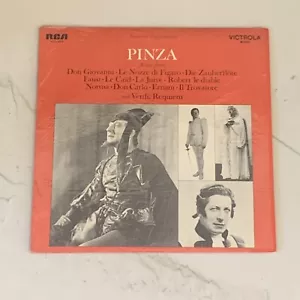 RCA
VICTROLA
PINZA
Don Giovanni • Le Nozze di Figaro • Die Zauberflöte
Faust • Le Caïd • La Juive • Robert le diable
Norma • Don Carlo • Ernani • Il Trovatore
Verdi: Requiem